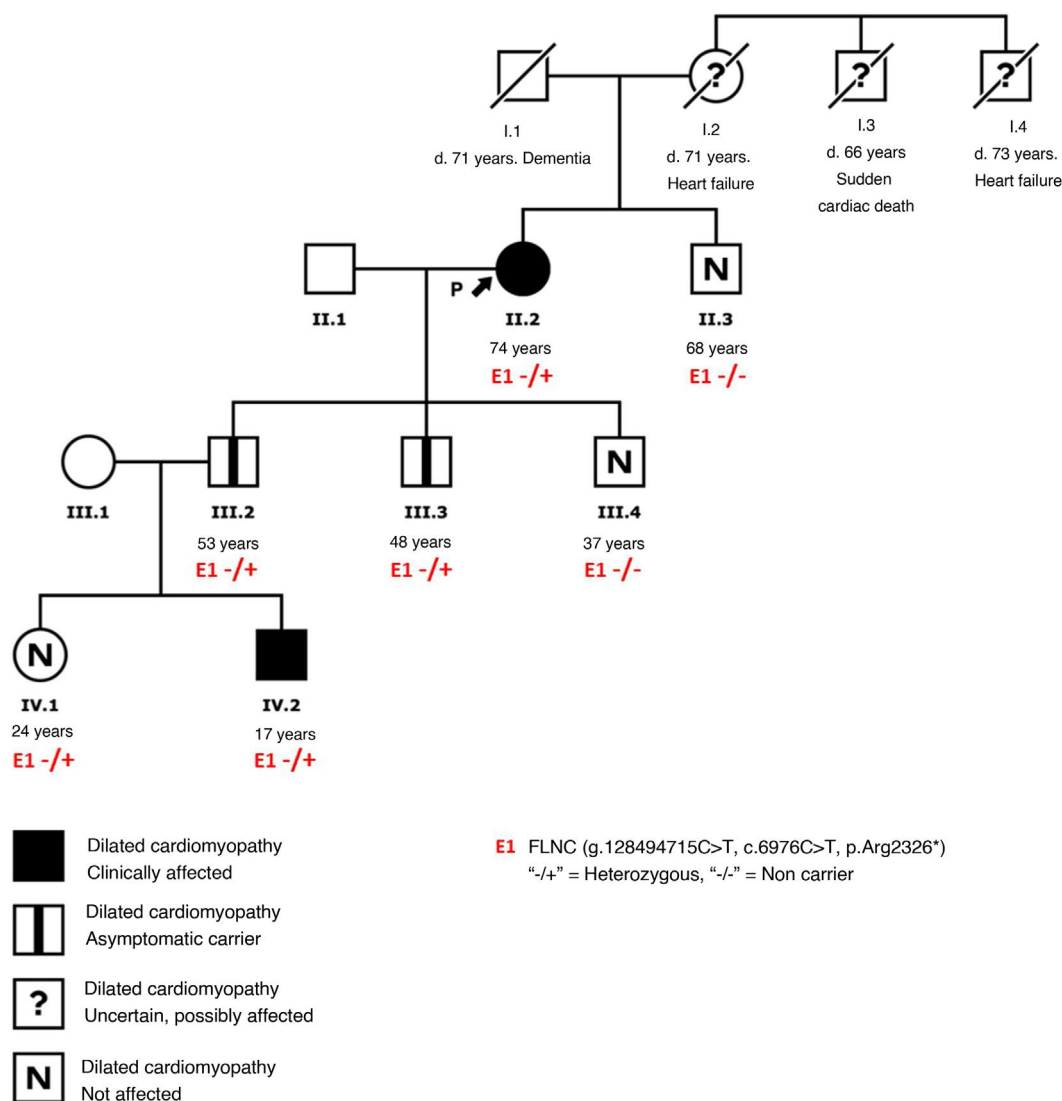 ? ? ?
I.1 I.2 I.3 I.4
d. 71 years. Dementia d. 71 years. d. 66 years d. 73 years.
Heart failure Sudden Heart failure
cardiac death
P N
II.1 II.2 II.3
74 years 68 years
E1 -/+ E1 -/-
N
III.1 III.2 III.3 III.4
53 years 48 years 37 years
E1 -/+ E1 -/+ E1 -/-
N
IV.1 IV.2
24 years 17 years
E1 -/+ E1 -/+
Dilated cardiomyopathy
Clinically affected
E1 FLNC (g.128494715C>T, c.6976C>T, p.Arg2326*)
“-/+” = Heterozygous, “-/-” = Non carrier
Dilated cardiomyopathy
Asymptomatic carrier
?
Dilated cardiomyopathy
Uncertain, possibly affected
N
Dilated cardiomyopathy
Not affected